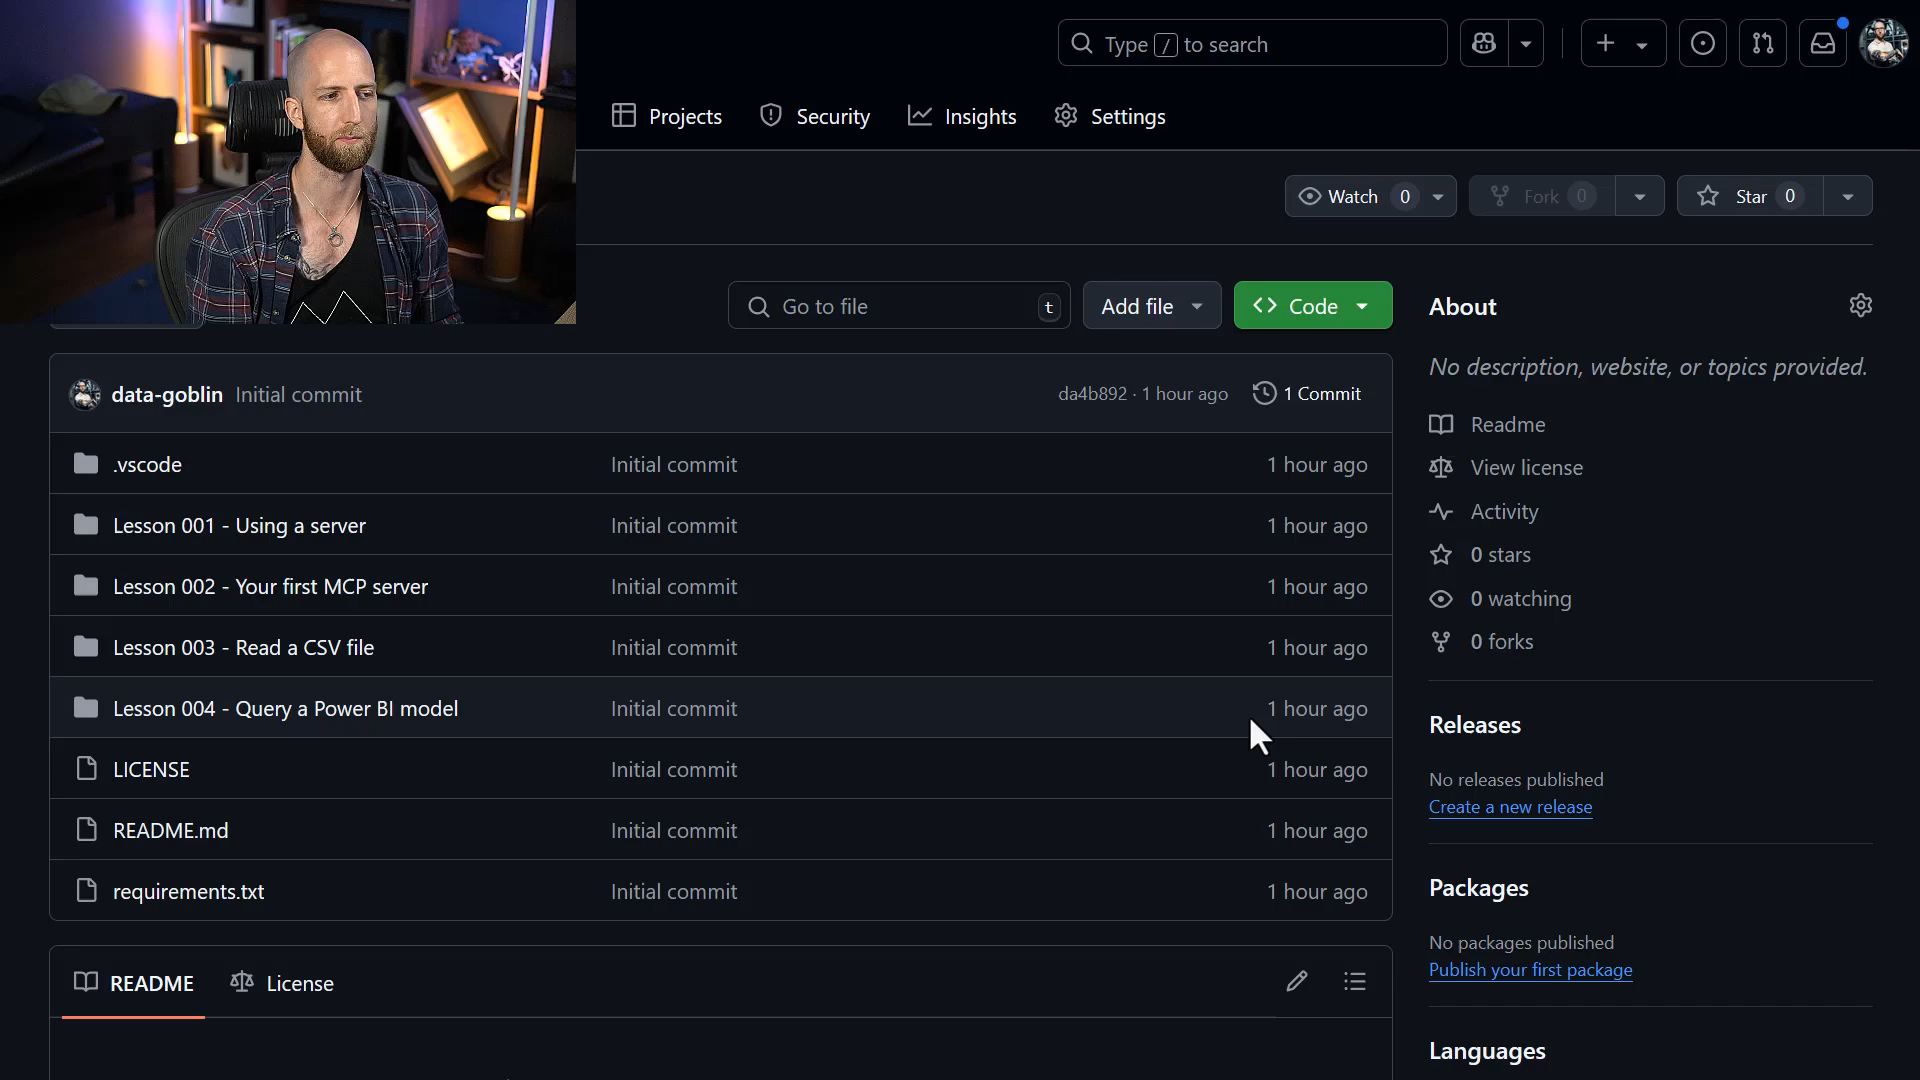 Type / to search
Projects
Security
Insights
Settings
Watch 0
Fork 0
Star 0
Go to file
t
Add file
Code
data-goblin Initial commit
da4b892 · 1 hour ago
1 Commit
.vscode Initial commit 1 hour ago
Lesson 001 - Using a server Initial commit 1 hour ago
Lesson 002 - Your first MCP server Initial commit 1 hour ago
Lesson 003 - Read a CSV file Initial commit 1 hour ago
Lesson 004 - Query a Power BI model Initial commit 1 hour ago
LICENSE Initial commit 1 hour ago
README.md Initial commit 1 hour ago
requirements.txt Initial commit 1 hour ago
README
License
About
No description, website, or topics provided.
Readme
View license
Activity
0 stars
0 watching
0 forks
Releases
No releases published
Create a new release
Packages
No packages published
Publish your first package
Languages